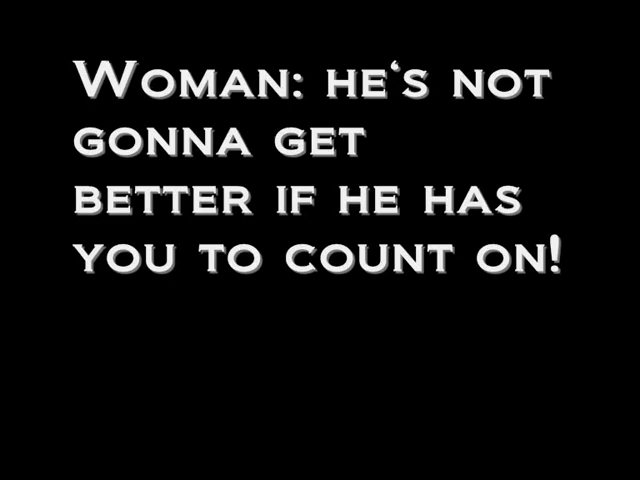 Woman: he's not
gonna get
better if he has
you to count on!